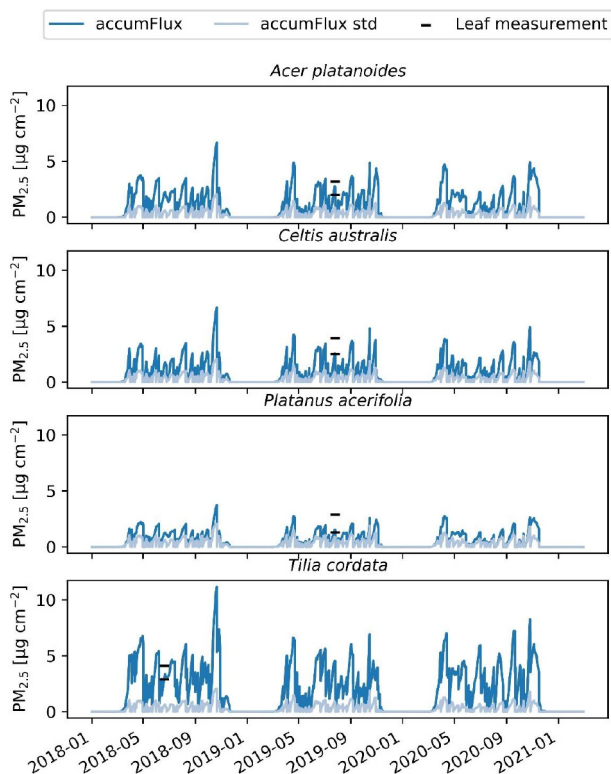 accumFlux accumFlux std Leaf measurement
Acer platanoides
PM2.5 [µg cm−2]
10
5
0
Celtis australis
PM2.5 [µg cm−2]
10
5
0
Platanus acerifolia
PM2.5 [µg cm−2]
10
5
0
Tilia cordata
PM2.5 [µg cm−2]
10
5
0
2018-01 2018-05 2018-09 2019-01 2019-05 2019-09 2020-01 2020-05 2020-09 2021-01